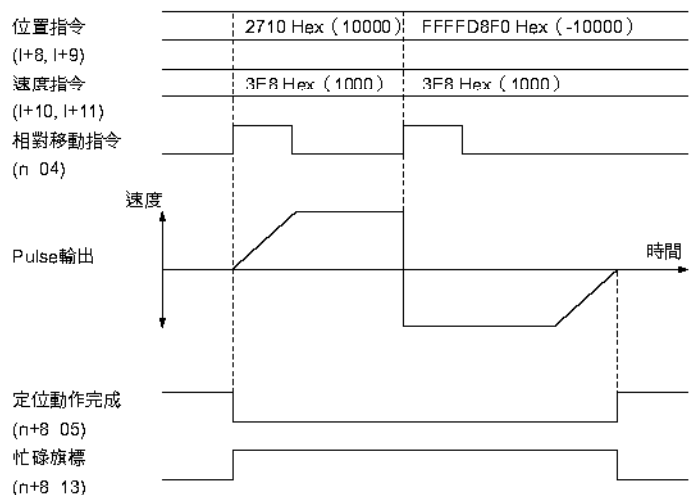 位置指令 2710 Hex（10000） FFFFD8F0 Hex（-10000）
(l+8, l+9)
速度指令 3E8 Hex（1000） 3E8 Hex（1000）
(l+10, l+11)
相對移動指令
(n 04)
速度
Pulse輸出 時間
定位動作完成
(n+8 05)
忙碌旗標
(n+8 13)